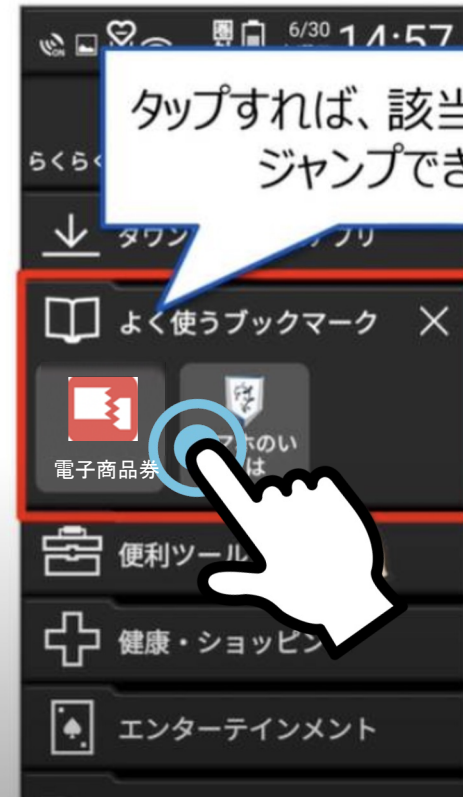 6/30 14:57
タップすれば、該当
ジャンプでき
らくらく
ダウン アプリ
よく使うブックマーク
電子商品券
マホのい
は
便利ツール
健康・ショッピン
エンターテインメント